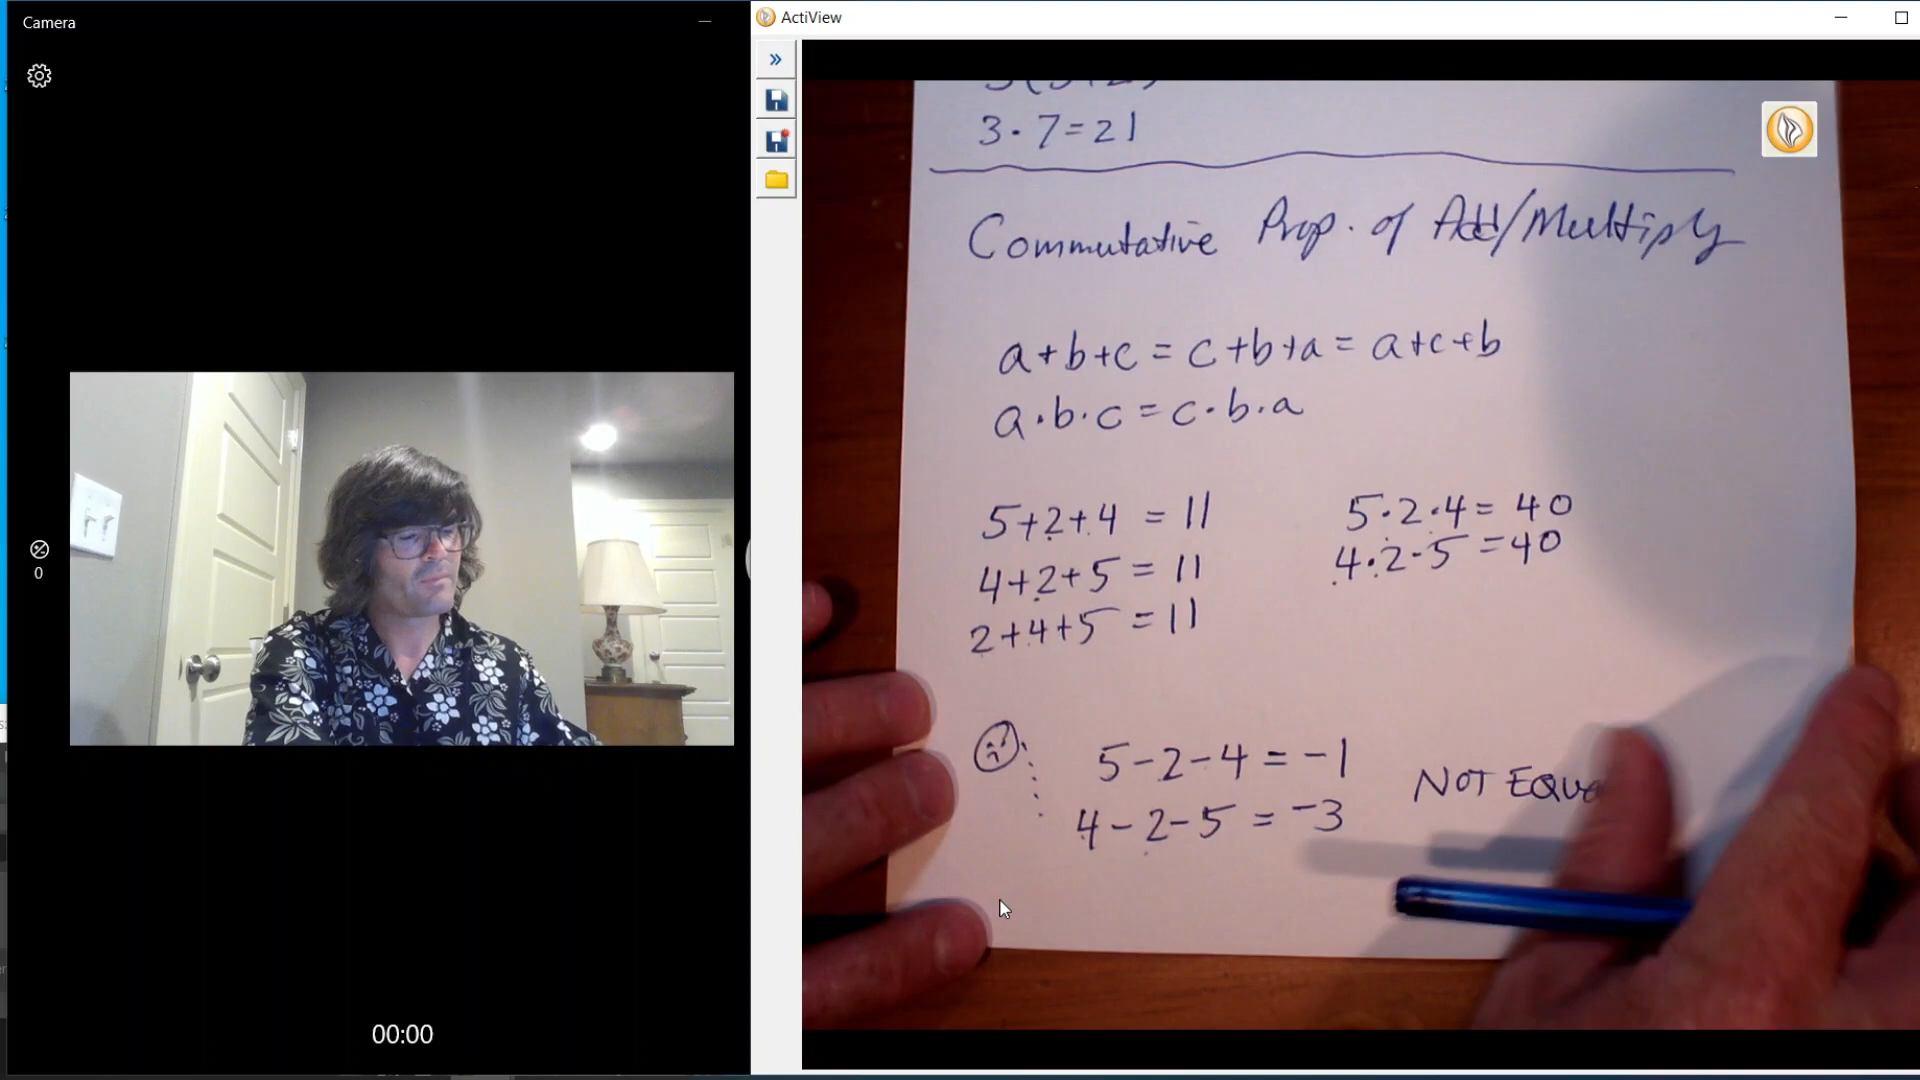 Camera
ActiView
3 · 7 = 21
Commutative Prop. of Add/Multiply
a+b+c = c+b+a = a+c+b
a·b·c = c·b·a
5+2+4 = 11
4+2+5 = 11
2+4+5 = 11
5·2·4 = 40
4·2·5 = 40
5-2-4 = -1
4-2-5 = -3
NOT EQUA
0
00:00